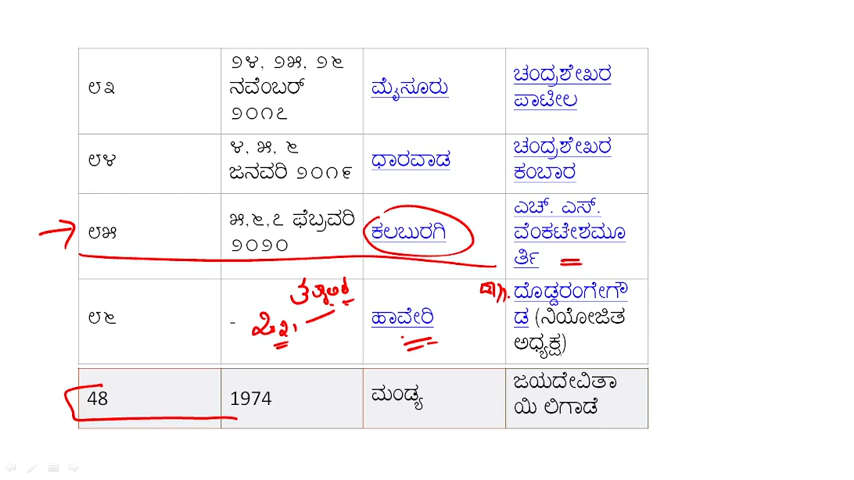 ೮೩
೨೪, ೨೫, ೨೬
ನವೆಂಬರ್
೨೦೧೭
ಮೈಸೂರು
ಚಂದ್ರಶೇಖರ
ಪಾಟೀಲ
೮೪
೪, ೫, ೬
ಜನವರಿ ೨೦೧೯
ಧಾರವಾಡ
ಚಂದ್ರಶೇಖರ
ಕಂಬಾರ
೮೫
೫,೬,೭ ಫೆಬ್ರವರಿ
೨೦೨೦
ಕಲಬುರಗಿ
ಎಚ್. ಎಸ್.
ವೆಂಕಟೇಶಮೂ
ರ್ತಿ
೮೬
-
ಹಾವೇರಿ
ದೊಡ್ಡರಂಗೇಗೌ
ಡ (ನಿಯೋಜಿತ
ಅಧ್ಯಕ್ಷ)
48
1974
ಮಂಡ್ಯ
ಜಯದೇವಿತಾ
ಯಿ ಲಿಗಾಡೆ